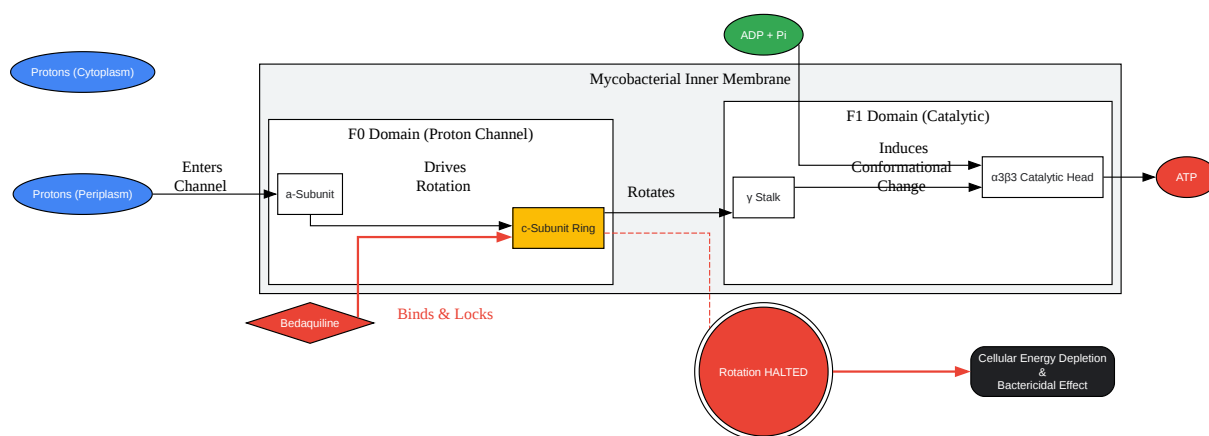 ADP + Pi
Protons (Cytoplasm)
Mycobacterial Inner Membrane
F0 Domain (Proton Channel)
F1 Domain (Catalytic)
Enters
Channel
Drives
Rotation
Induces
Conformational
Change
Protons (Periplasm)
a-Subunit
Rotates
γ Stalk
α3β3 Catalytic Head
ATP
c-Subunit Ring
Bedaquiline
Binds & Locks
Rotation HALTED
Cellular Energy Depletion
&
Bactericidal Effect